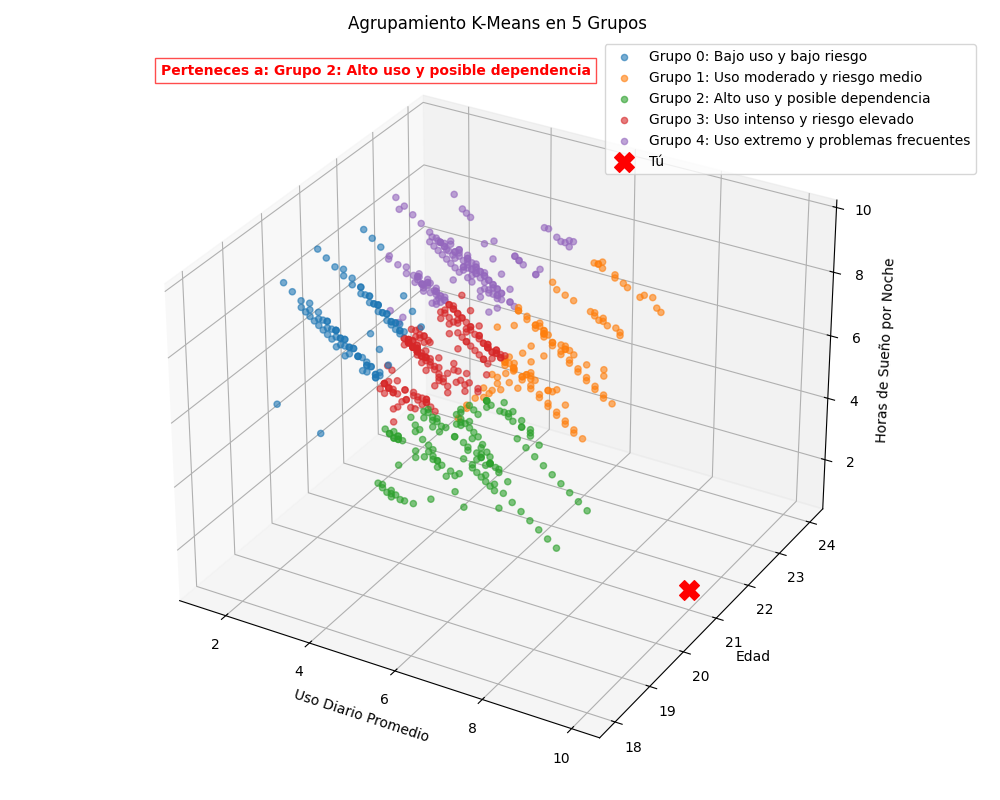 Agrupamiento K-Means en 5 Grupos
Perteneces a: Grupo 2: Alto uso y posible dependencia
Grupo 0: Bajo uso y bajo riesgo
Grupo 1: Uso moderado y riesgo medio
Grupo 2: Alto uso y posible dependencia
Grupo 3: Uso intenso y riesgo elevado
Grupo 4: Uso extremo y problemas frecuentes
Tú
10
8
6
4
2
Horas de Sueño por Noche
24
23
22
21
20
19
18
Edad
2
4
6
8
10
Uso Diario Promedio